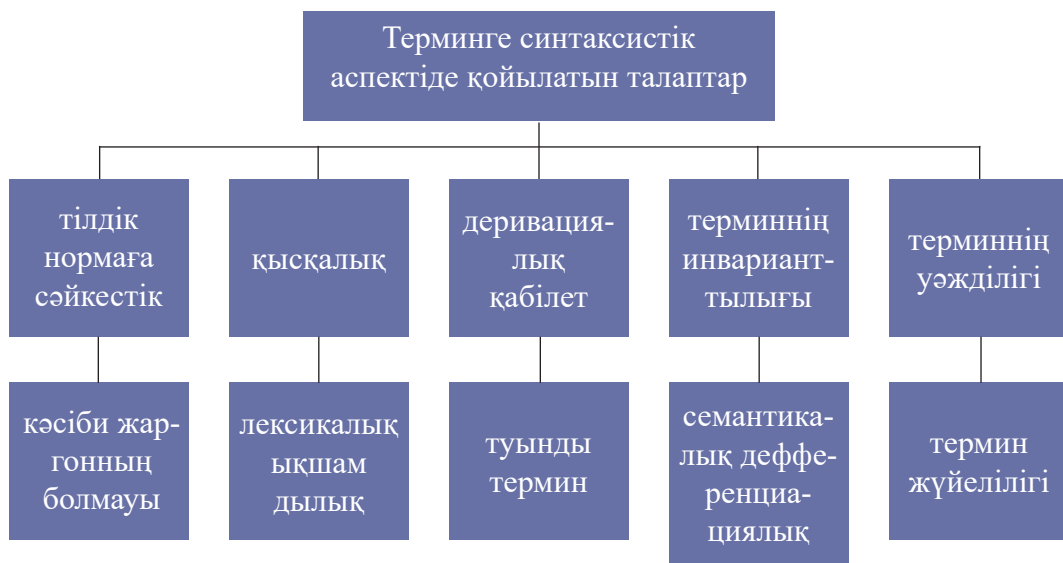 Терминге синтаксистік
аспектіде қойылатын талаптар
тілдік
нормаға
сәйкестік
қысқалық
деривация-
лық
қабілет
терминнің
инвариант-
тылығы
терминнің
уәжділігі
кәсіби жар-
гонның
болмауы
лексикалық
ықшам
дылық
туынды
термин
семантика-
лық деффе-
ренциа-
циялық
термин
жүйелілігі